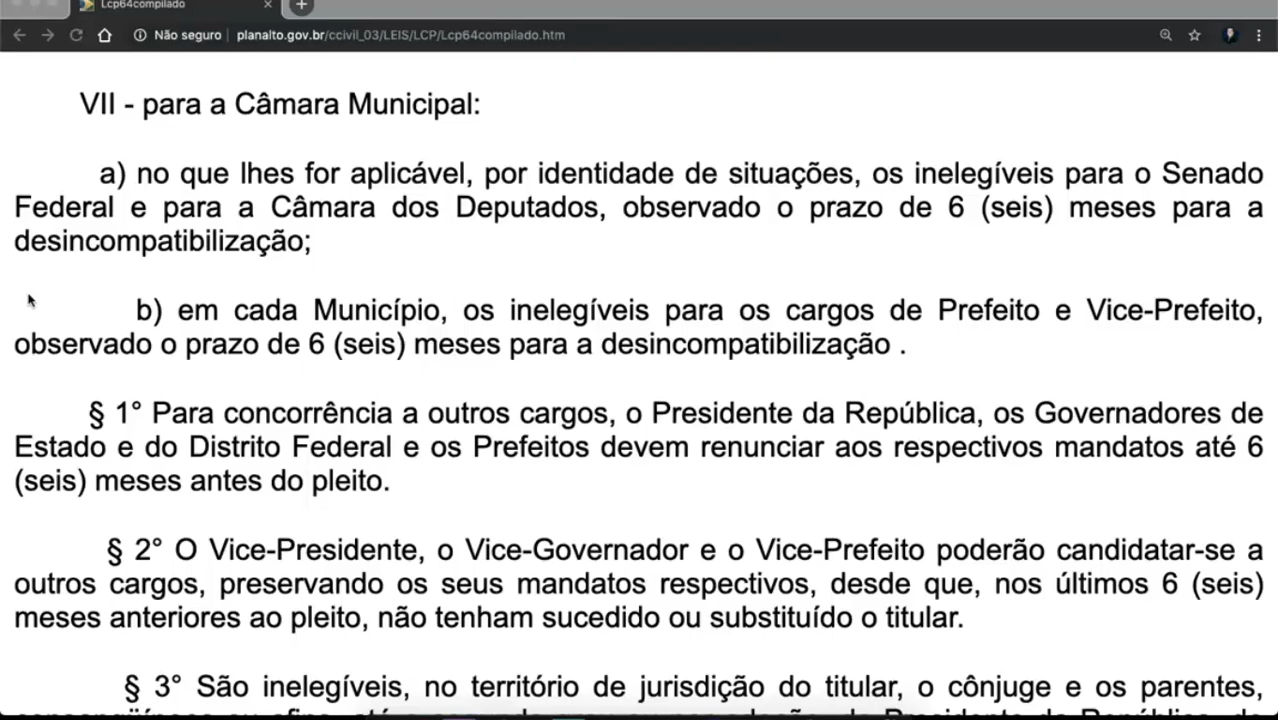 Lcp64compilado
Não seguro planalto.gov.br/ccivil_03/LEIS/LCP/Lcp64compilado.htm
VII - para a Câmara Municipal:
a) no que lhes for aplicável, por identidade de situações, os inelegíveis para o Senado
Federal e para a Câmara dos Deputados, observado o prazo de 6 (seis) meses para a
desincompatibilização;
b) em cada Município, os inelegíveis para os cargos de Prefeito e Vice-Prefeito,
observado o prazo de 6 (seis) meses para a desincompatibilização .
§ 1° Para concorrência a outros cargos, o Presidente da República, os Governadores de
Estado e do Distrito Federal e os Prefeitos devem renunciar aos respectivos mandatos até 6
(seis) meses antes do pleito.
§ 2° O Vice-Presidente, o Vice-Governador e o Vice-Prefeito poderão candidatar-se a
outros cargos, preservando os seus mandatos respectivos, desde que, nos últimos 6 (seis)
meses anteriores ao pleito, não tenham sucedido ou substituído o titular.
§ 3° São inelegíveis, no território de jurisdição do titular, o cônjuge e os parentes,